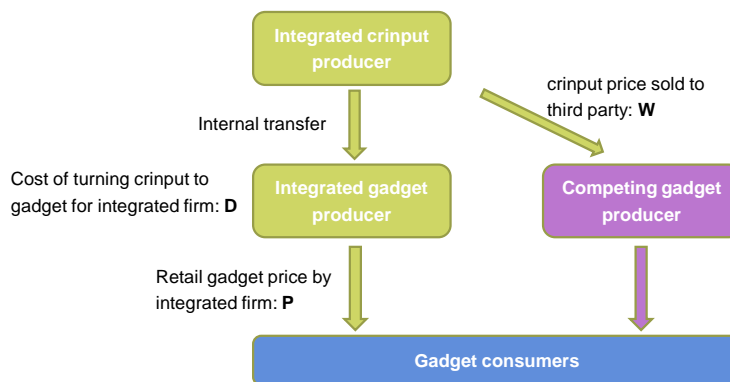 Integrated crinput
producer
crinput price sold to
third party: W
Internal transfer
Cost of turning crinput to
gadget for integrated firm: D
Integrated gadget
producer
Competing gadget
producer
Retail gadget price by
integrated firm: P
Gadget consumers